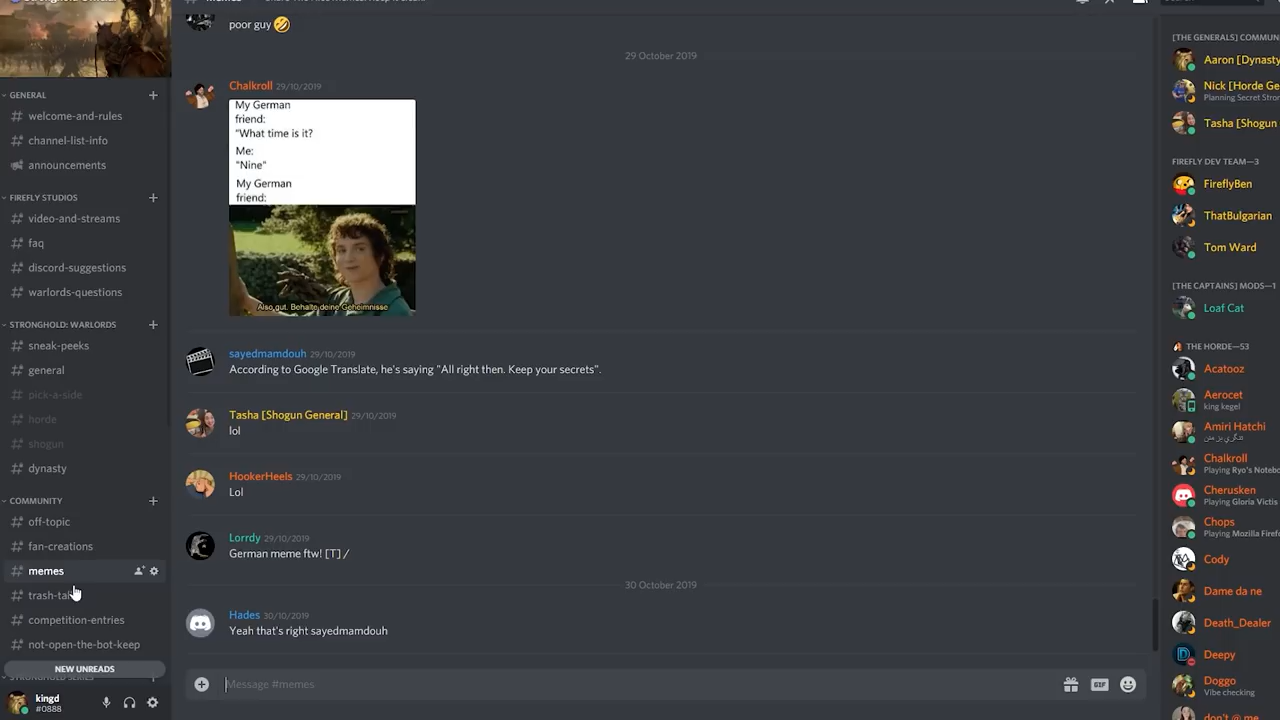 GENERAL
welcome-and-rules
channel-list-info
announcements
FIREFLY STUDIOS
video-and-streams
faq
discord-suggestions
warlords-questions
STRONGHOLD: WARLORDS
sneak-peeks
general
pick-a-side
horde
shogun
dynasty
COMMUNITY
off-topic
fan-creations
memes
trash-ta
competition-entries
not-open-the-bot-keep
NEW UNREADS
kingd
#0888
poor guy 🤣
29 October 2019
Chalkroll 29/10/2019
My German
friend:
"What time is it?
Me:
"Nine"
My German
friend:
Also gut. Behalte deine Geheimnisse
sayedmamdouh 29/10/2019
According to Google Translate, he's saying "All right then. Keep your secrets".
Tasha [Shogun General] 29/10/2019
lol
HookerHeels 29/10/2019
Lol
Lorrdy 29/10/2019
German meme ftw! [T]/
30 October 2019
Hades 30/10/2019
Yeah that's right sayedmamdouh
Message #memes
GIF
[THE GENERALS] COMMUN
Aaron [Dynasty
Nick [Horde Ge
Planning Secret Stron
Tasha [Shogun
FIREFLY DEV TEAM—3
FireflyBen
ThatBulgarian
Tom Ward
[THE CAPTAINS] MODS—1
Loaf Cat
THE HORDE—53
Acatooz
Aerocet
king kegel
Amiri Hatchi
Chalkroll
Playing Ryo's Notebo
Cherusken
Playing Gloria Victis
Chops
Playing Mozilla Firef
Cody
Dame da ne
Death_Dealer
Deepy
Doggo
Vibe checking
don't @ me